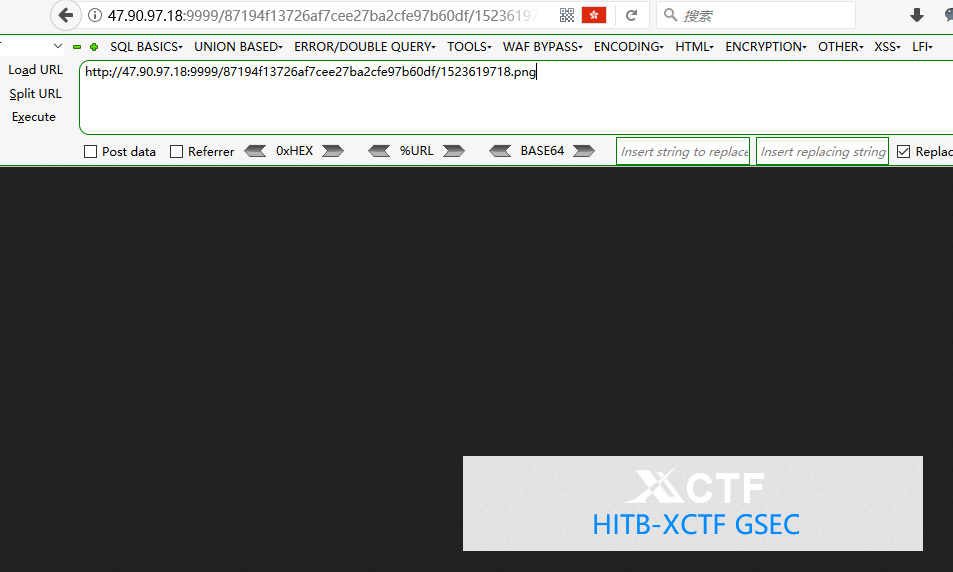 47.90.97.18:9999/87194f13726af7cee27ba2cfe97b60df/15236197
搜索
SQL BASICS UNION BASED ERROR/DOUBLE QUERY TOOLS WAF BYPASS ENCODING HTML ENCRYPTION OTHER XSS LFI
Load URL
http://47.90.97.18:9999/87194f13726af7cee27ba2cfe97b60df/1523619718.png
Split URL
Execute
Post data Referrer 0xHEX %URL BASE64 Insert string to replace Insert replacing string Replac
XCTF
HITB-XCTF GSEC